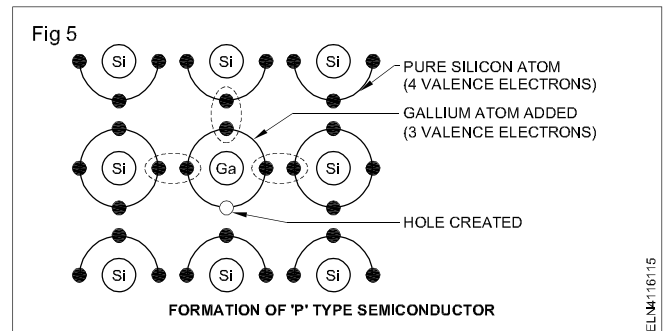 Fig 5
Si Si Si
PURE SILICON ATOM
(4 VALENCE ELECTRONS)
GALLIUM ATOM ADDED
(3 VALENCE ELECTRONS)
Si Ga Si
HOLE CREATED
Si Si Si
FORMATION OF 'P' TYPE SEMICONDUCTOR
ELN4116115